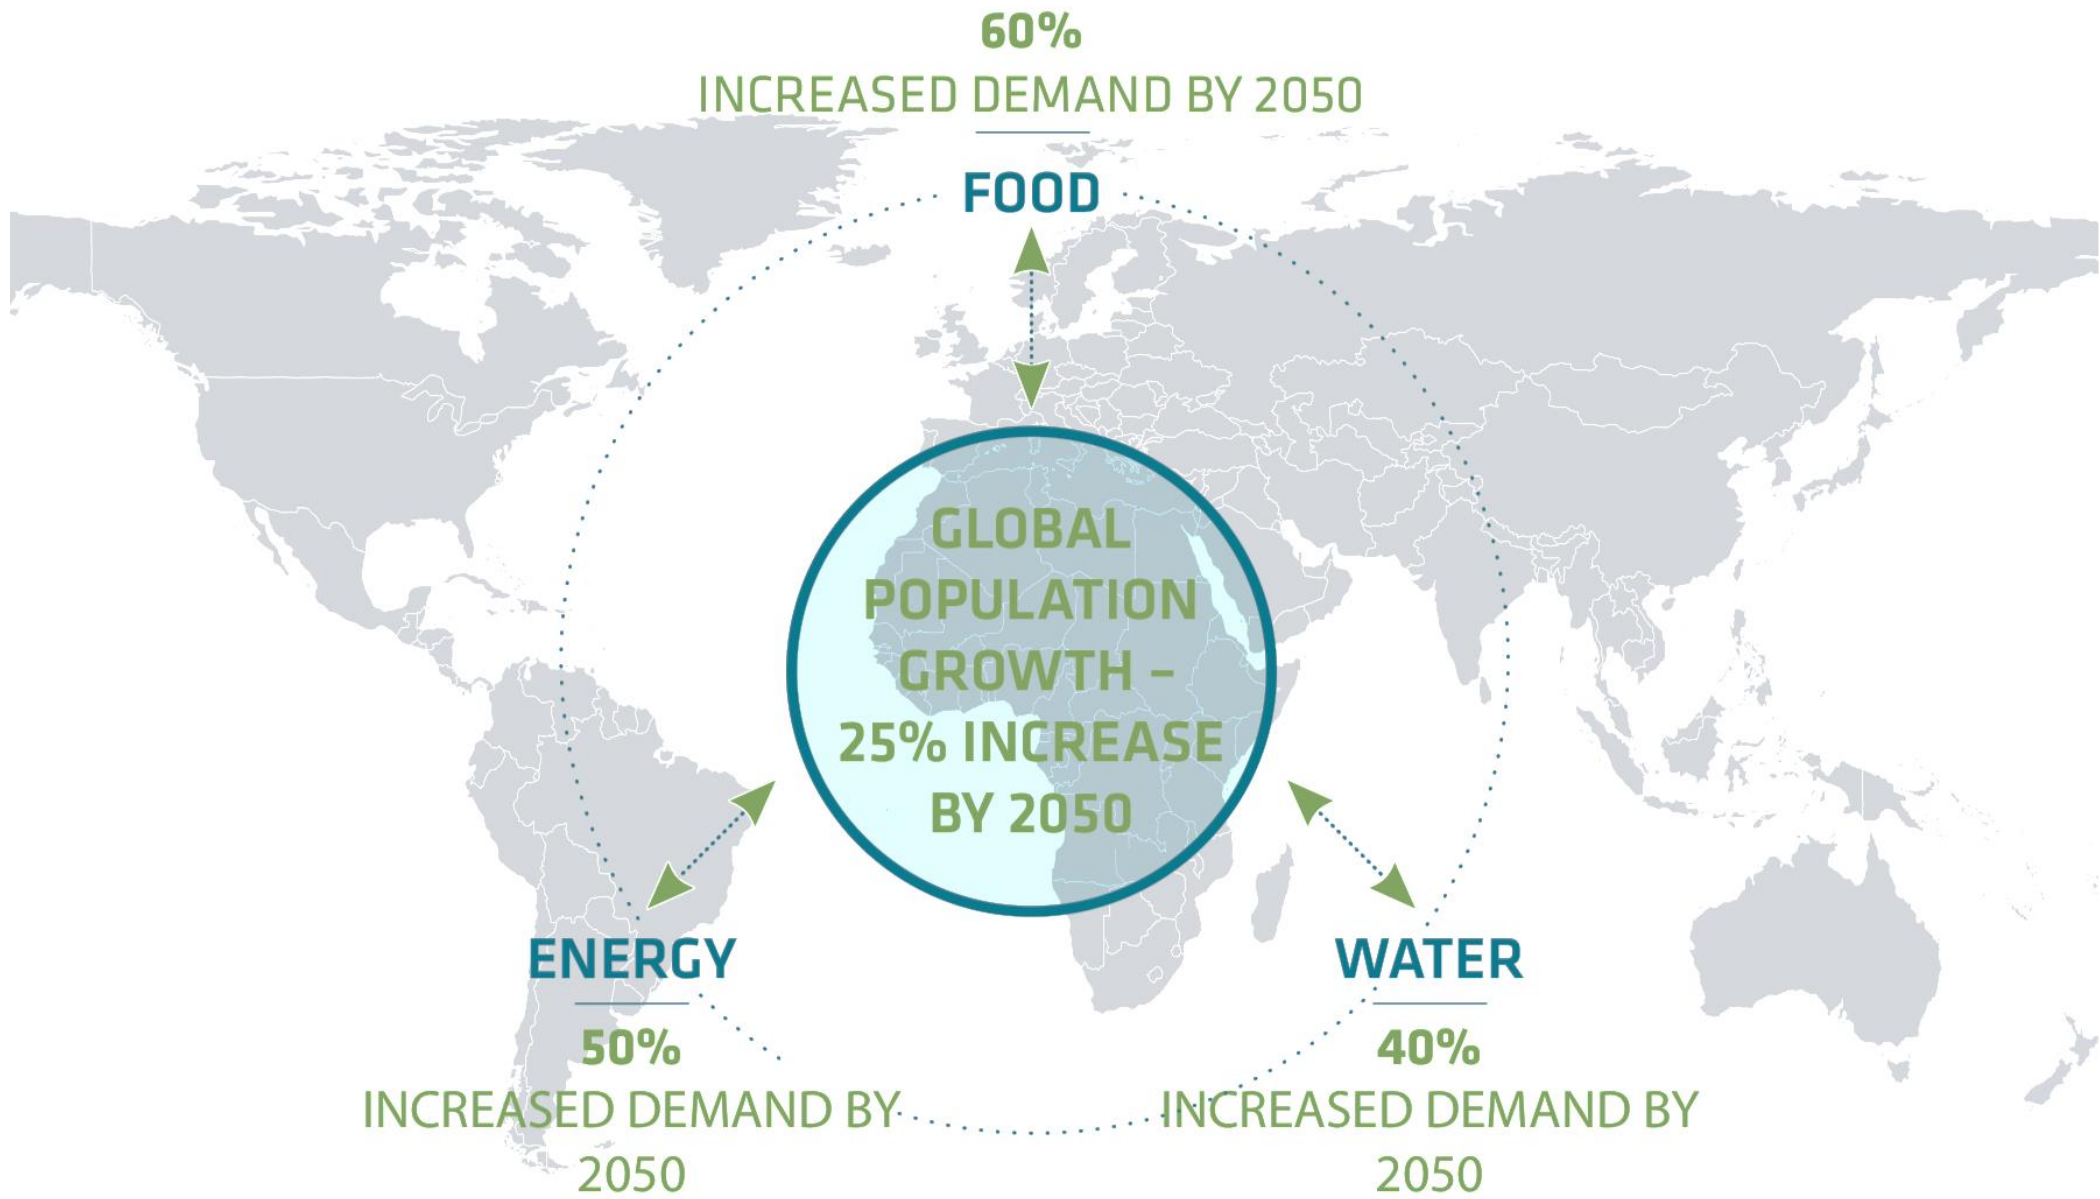 60%
INCREASED DEMAND BY 2050
FOOD
GLOBAL
POPULATION
GROWTH –
25% INCREASE
BY 2050
ENERGY
50%
INCREASED DEMAND BY
2050
WATER
40%
INCREASED DEMAND BY
2050